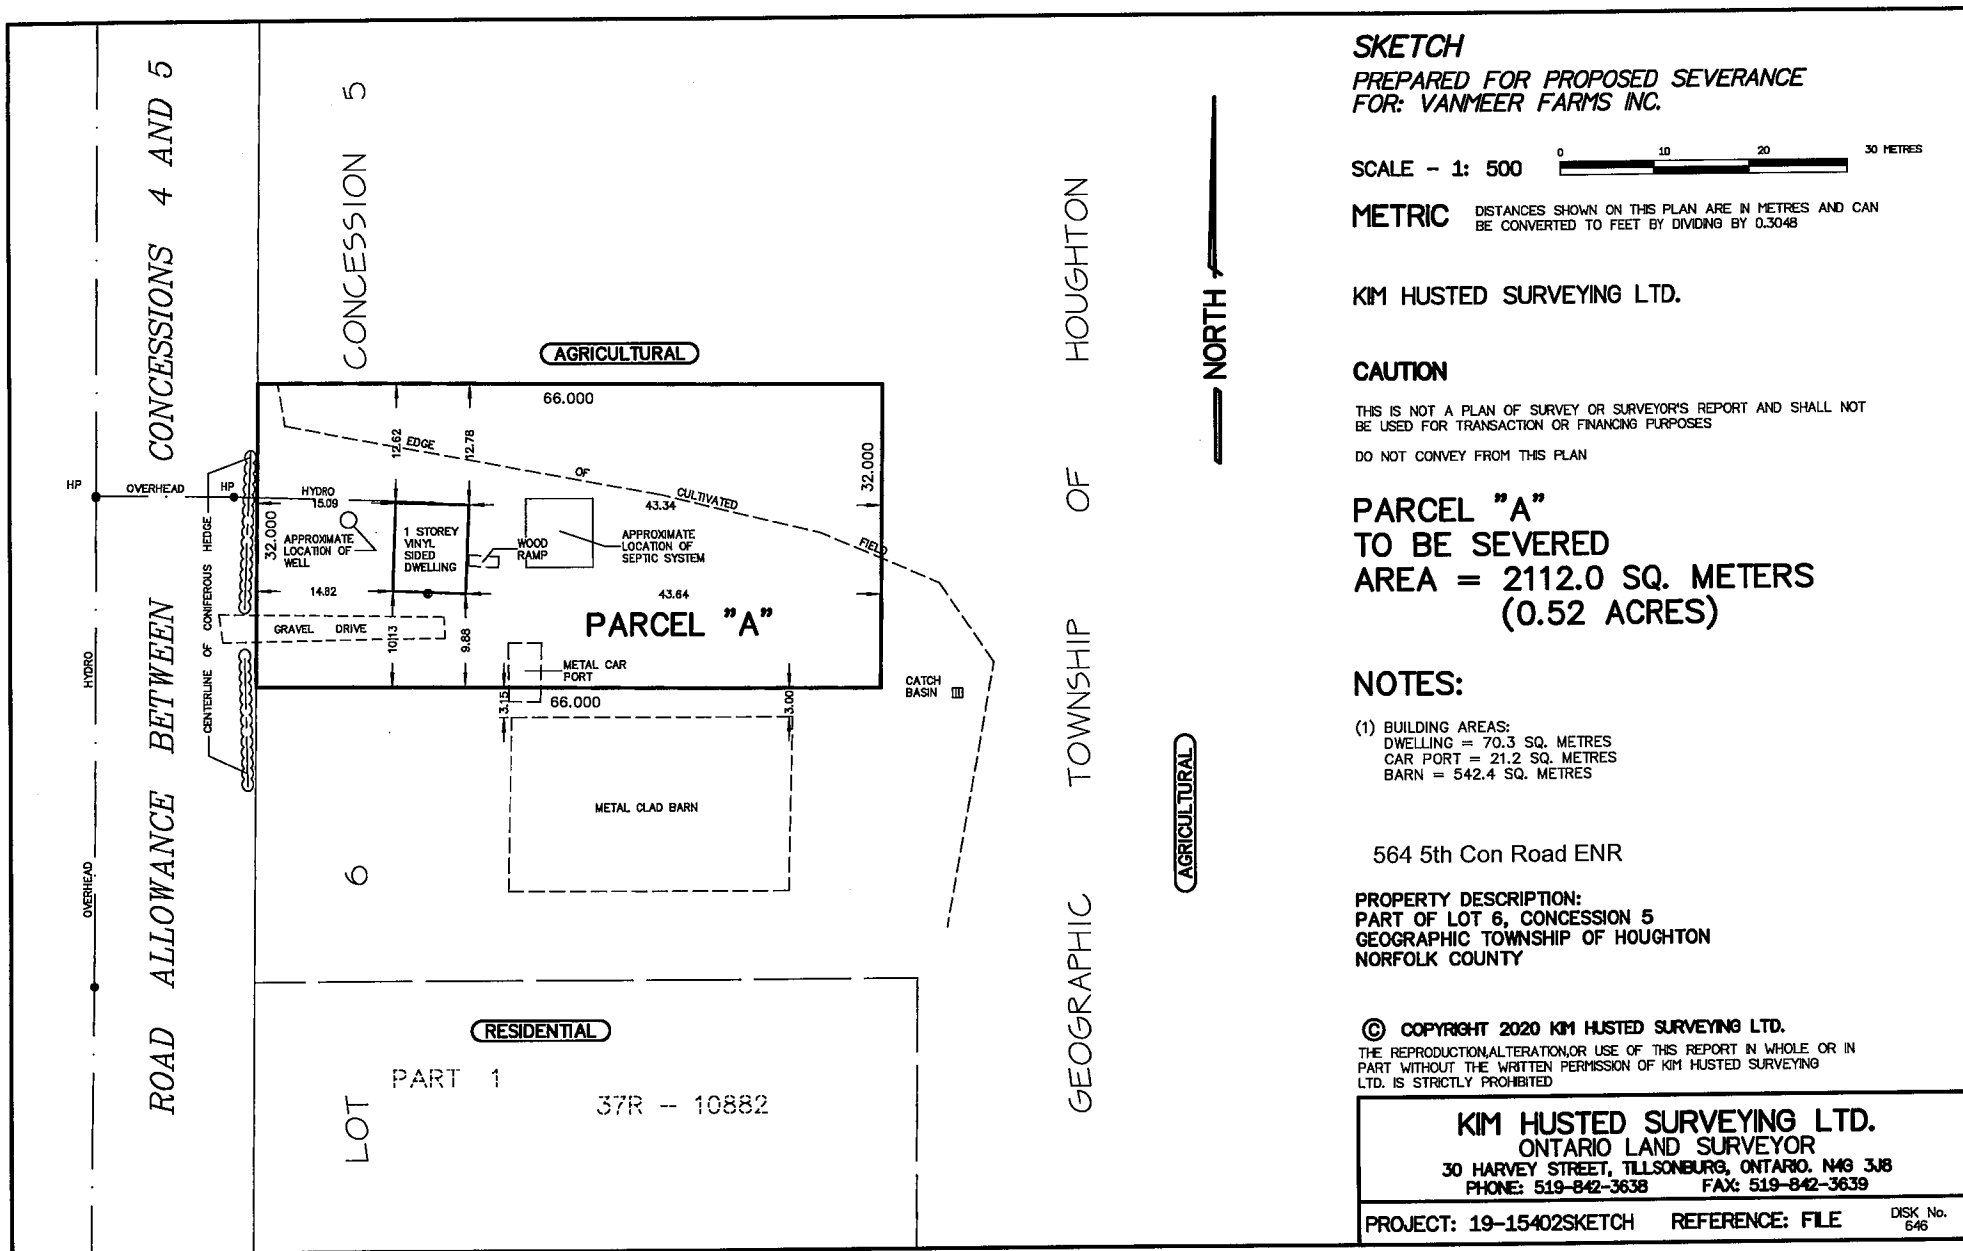 SKETCH
PREPARED FOR PROPOSED SEVERANCE
FOR: VANMEER FARMS INC.
SCALE - 1: 500
0 10 20 30 METRES
METRIC
DISTANCES SHOWN ON THIS PLAN ARE IN METRES AND CAN
BE CONVERTED TO FEET BY DIVIDING BY 0.3048
KIM HUSTED SURVEYING LTD.
CAUTION
THIS IS NOT A PLAN OF SURVEY OR SURVEYOR'S REPORT AND SHALL NOT
BE USED FOR TRANSACTION OR FINANCING PURPOSES
DO NOT CONVEY FROM THIS PLAN
PARCEL "A"
TO BE SEVERED
AREA = 2112.0 SQ. METERS
(0.52 ACRES)
NOTES:
(1) BUILDING AREAS:
DWELLING = 70.3 SQ. METRES
CAR PORT = 21.2 SQ. METRES
BARN = 542.4 SQ. METRES
564 5th Con Road ENR
PROPERTY DESCRIPTION:
PART OF LOT 6, CONCESSION 5
GEOGRAPHIC TOWNSHIP OF HOUGHTON
NORFOLK COUNTY
© COPYRIGHT 2020 KIM HUSTED SURVEYING LTD.
THE REPRODUCTION,ALTERATION,OR USE OF THIS REPORT IN WHOLE OR IN
PART WITHOUT THE WRITTEN PERMISSION OF KIM HUSTED SURVEYING
LTD. IS STRICTLY PROHIBITED
KIM HUSTED SURVEYING LTD.
ONTARIO LAND SURVEYOR
30 HARVEY STREET, TILLSONBURG, ONTARIO. N4G 3J8
PHONE: 519-842-3638 FAX: 519-842-3639
PROJECT: 19-15402SKETCH REFERENCE: FILE
DISK No.
646
ROAD ALLOWANCE BETWEEN CONCESSIONS 4 AND 5
LOT 6 CONCESSION 5
GEOGRAPHIC TOWNSHIP OF HOUGHTON
NORTH
AGRICULTURAL
AGRICULTURAL
66.000
12.62
12.78
EDGE OF CULTIVATED FIELD
32.000
HP
OVERHEAD
HP
HYDRO
15.09
43.34
32.000
APPROXIMATE
LOCATION OF
WELL
1 STOREY
VINYL
SIDED
DWELLING
WOOD
RAMP
APPROXIMATE
LOCATION OF
SEPTIC SYSTEM
14.82
43.64
PARCEL "A"
GRAVEL DRIVE
10.13
9.88
METAL CAR
PORT
3.15
66.000
3.00
CATCH
BASIN
CENTERLINE OF CONIFEROUS HEDGE
HYDRO
OVERHEAD
METAL CLAD BARN
RESIDENTIAL
PART 1
37R - 10882